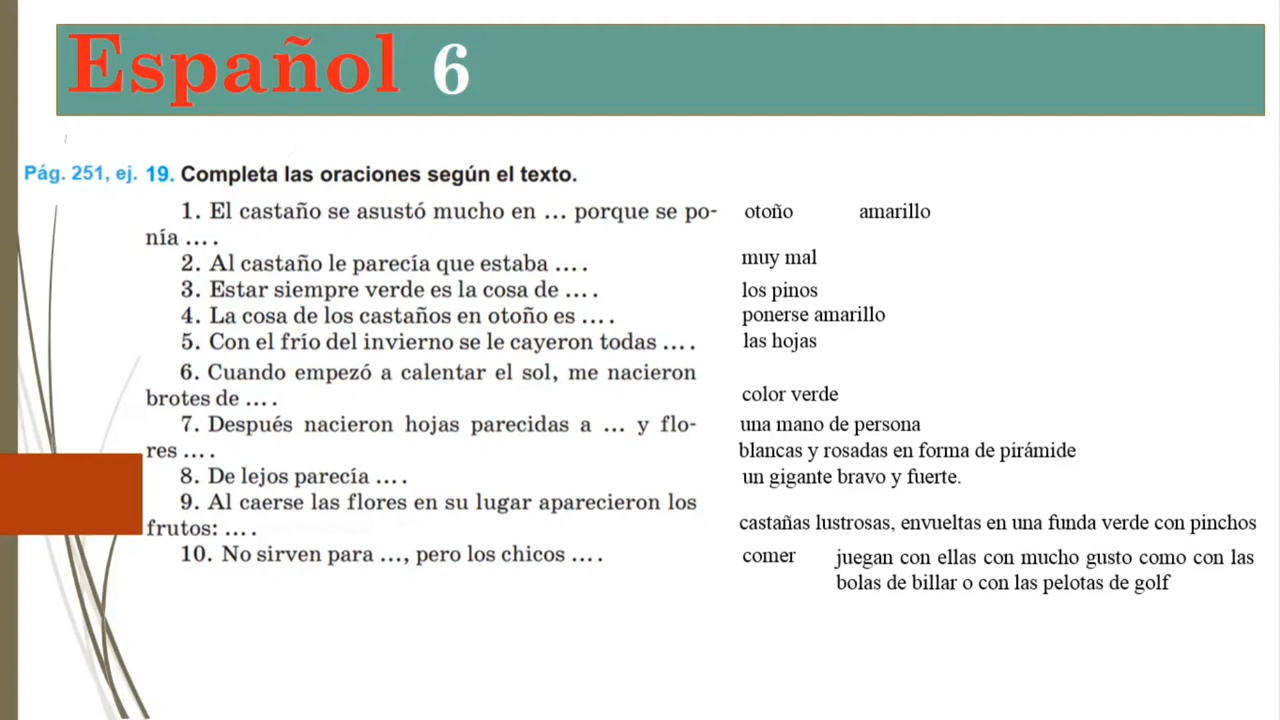 Español 6
Pág. 251, ej. 19. Completa las oraciones según el texto.
1. El castaño se asustó mucho en ... porque se po-
nía ....
otoño amarillo
2. Al castaño le parecía que estaba ....
muy mal
3. Estar siempre verde es la cosa de ....
los pinos
4. La cosa de los castaños en otoño es ....
ponerse amarillo
5. Con el frío del invierno se le cayeron todas ....
las hojas
6. Cuando empezó a calentar el sol, me nacieron
brotes de ....
color verde
7. Después nacieron hojas parecidas a ... y flo-
res ....
una mano de persona
blancas y rosadas en forma de pirámide
8. De lejos parecía ....
un gigante bravo y fuerte.
9. Al caerse las flores en su lugar aparecieron los
frutos: ....
castañas lustrosas, envueltas en una funda verde con pinchos
10. No sirven para ..., pero los chicos ....
comer
juegan con ellas con mucho gusto como con las
bolas de billar o con las pelotas de golf